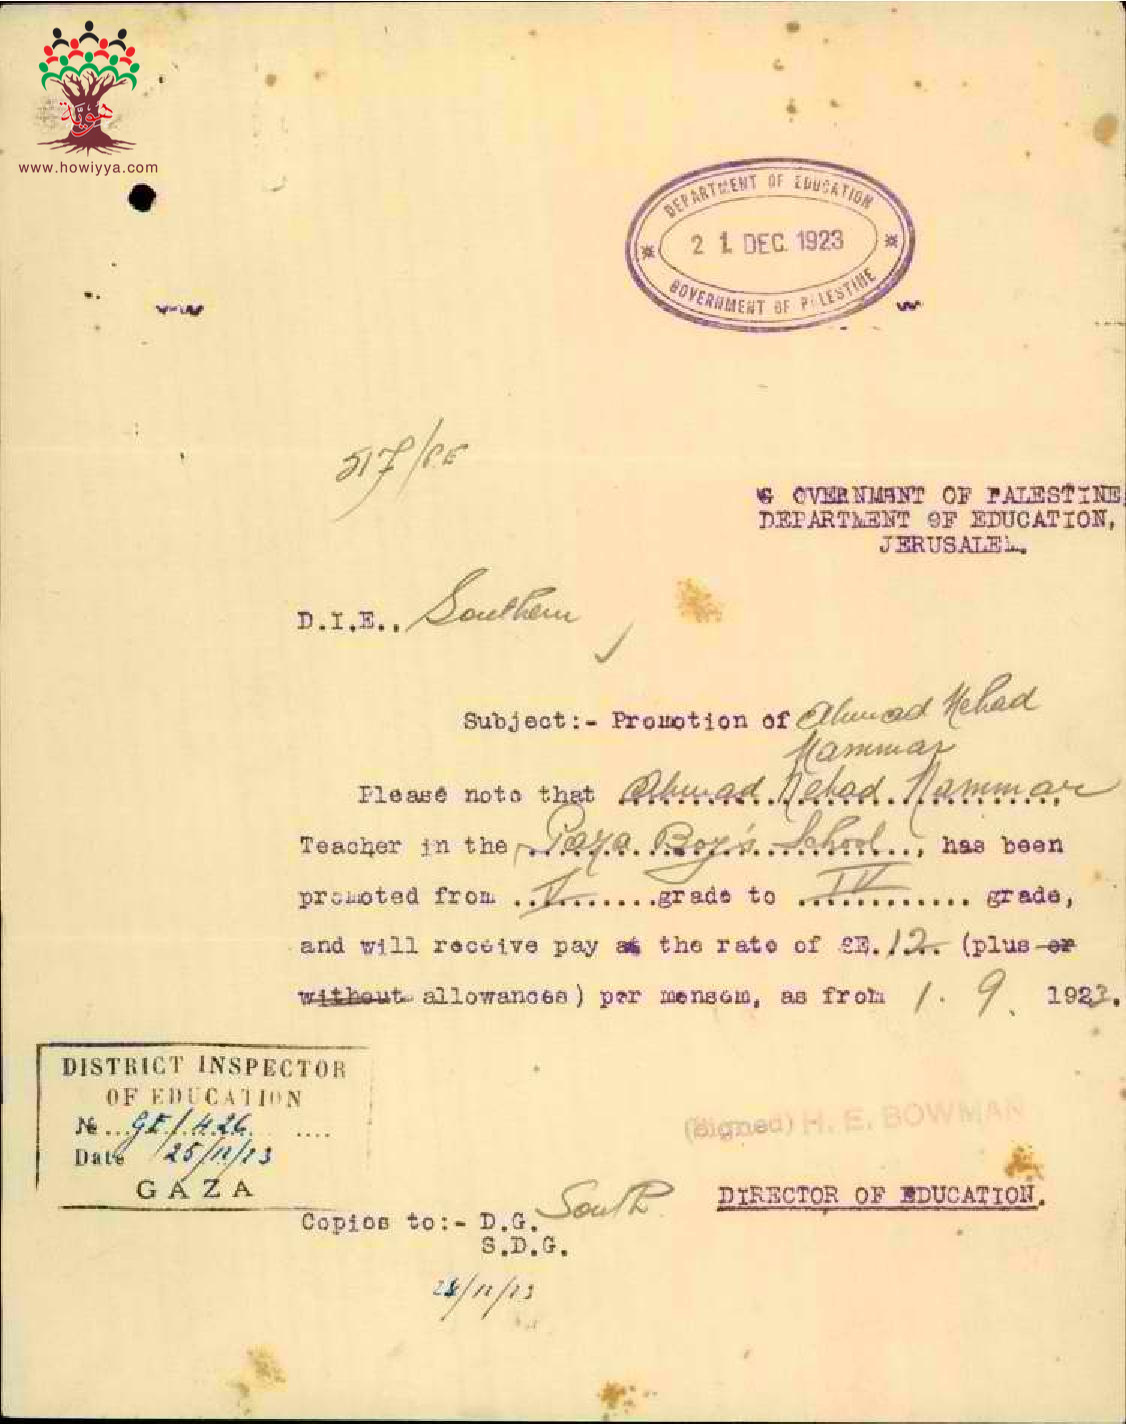 هوية
www.howiyya.com
DEPARTMENT OF EDUCATION
21. DEC. 1923
GOVERNMENT OF PALESTINE
517/
GOVERNMENT OF PALESTINE,
DEPARTMENT OF EDUCATION,
JERUSALEM.
D.I.E., Southern
Subject:- Promotion of Ahmad Nehad
Nammar
Please note that Ahmad Nehad Nammar,
Teacher in the Gaza Boy's School, has been
promoted from V grade to IV grade,
and will receive pay at the rate of £E.12 (plus or
without allowances) per mensem, as from 1. 9. 1923.
DISTRICT INSPECTOR
OF EDUCATION
№ GE/426
Date 25/12/23
GAZA
(Signed) H. E. BOWMAN
DIRECTOR OF EDUCATION.
Copies to:- D.G. South
S.D.G.
/12/23